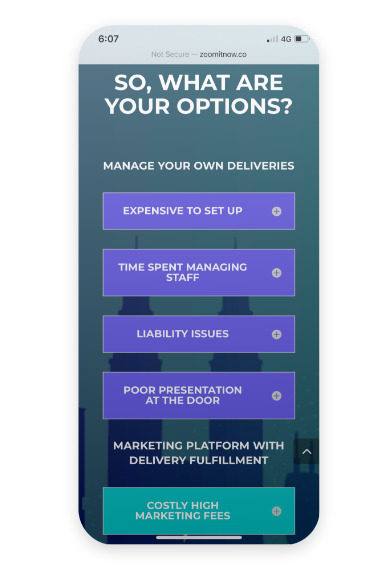 6:07
4G
Not Secure — zoomitnow.co
SO, WHAT ARE
YOUR OPTIONS?
MANAGE YOUR OWN DELIVERIES
EXPENSIVE TO SET UP
TIME SPENT MANAGING
STAFF
LIABILITY ISSUES
POOR PRESENTATION
AT THE DOOR
MARKETING PLATFORM WITH
DELIVERY FULFILLMENT
COSTLY HIGH
MARKETING FEES